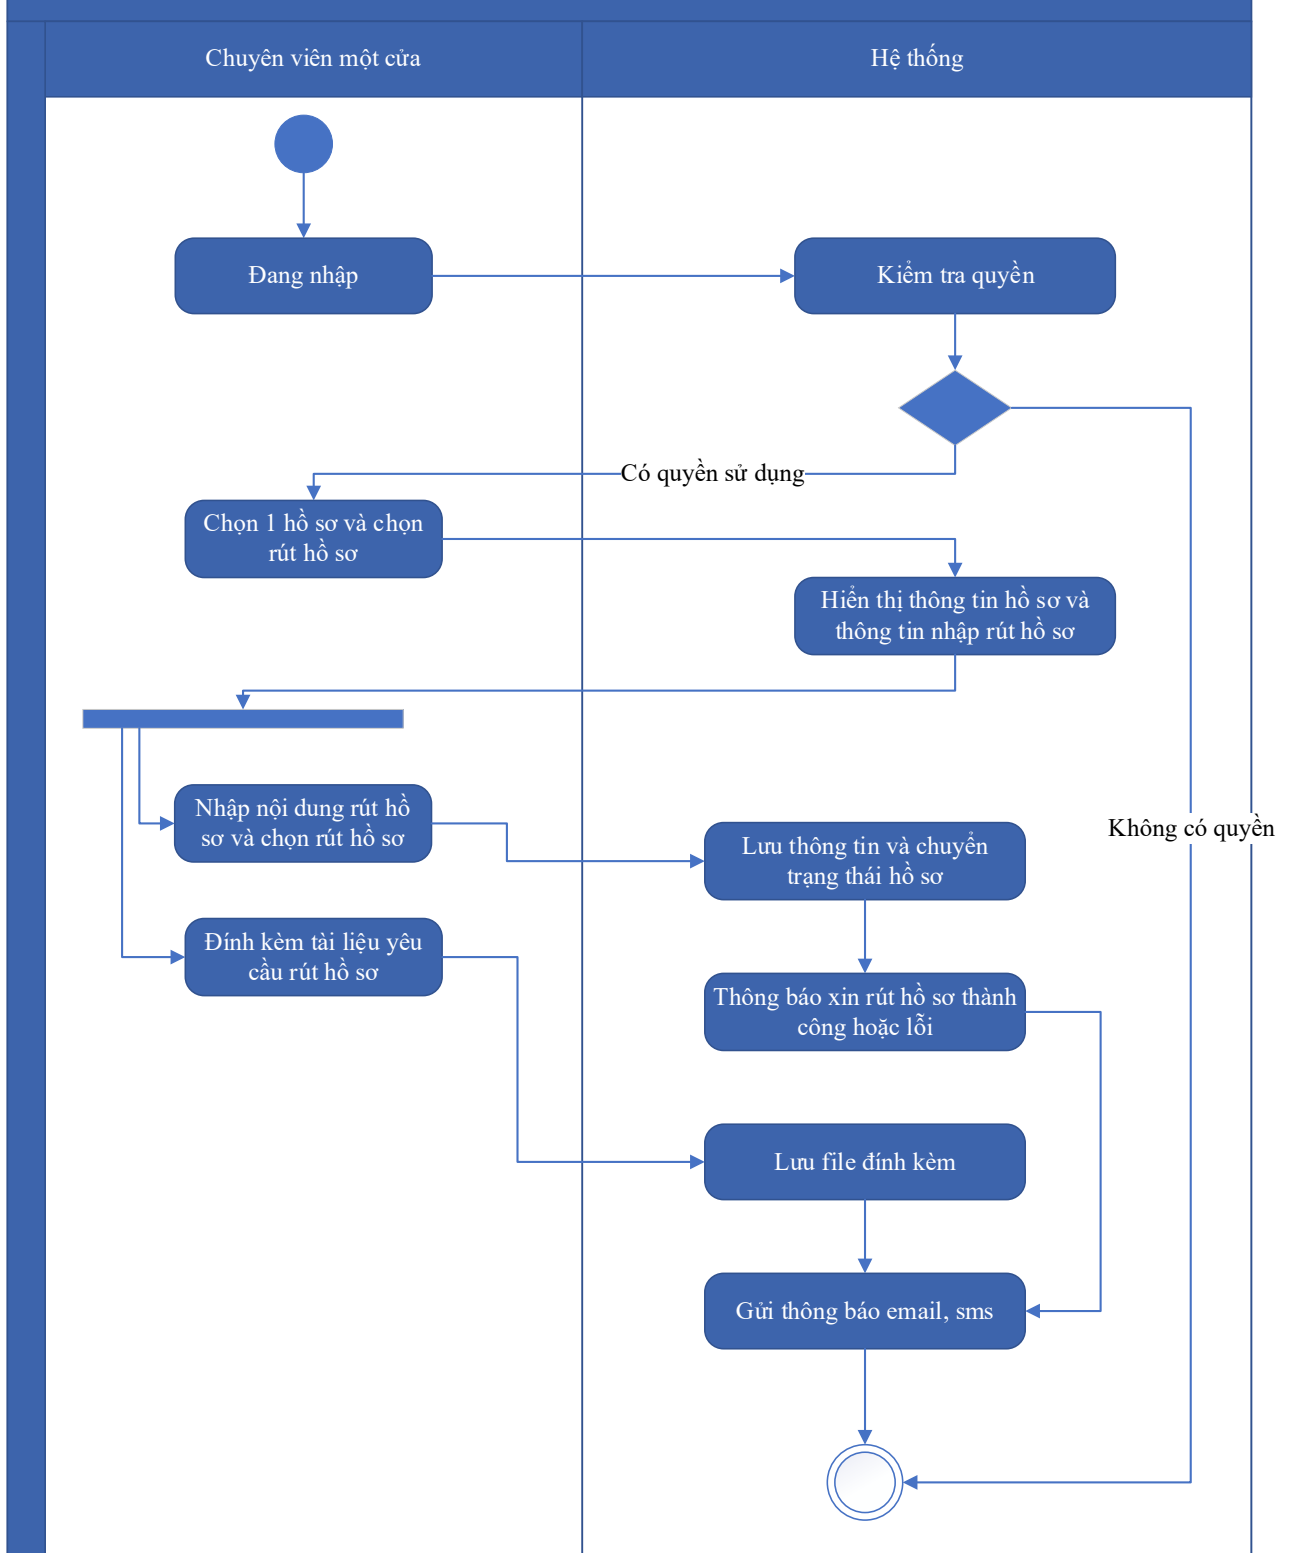 Chuyên viên một cửa
Hệ thống
Đang nhập
Kiểm tra quyền
Có quyền sử dụng
Chọn 1 hồ sơ và chọn
rút hồ sơ
Hiển thị thông tin hồ sơ và
thông tin nhập rút hồ sơ
Nhập nội dung rút hồ
sơ và chọn rút hồ sơ
Không có quyền
Lưu thông tin và chuyển
trạng thái hồ sơ
Đính kèm tài liệu yêu
cầu rút hồ sơ
Thông báo xin rút hồ sơ thành
công hoặc lỗi
Lưu file đính kèm
Gửi thông báo email, sms